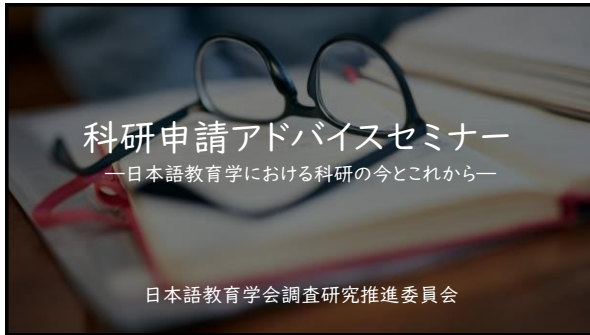 科研申請アドバイスセミナー
―日本語教育学における科研の今とこれから―
日本語教育学会調査研究推進委員会